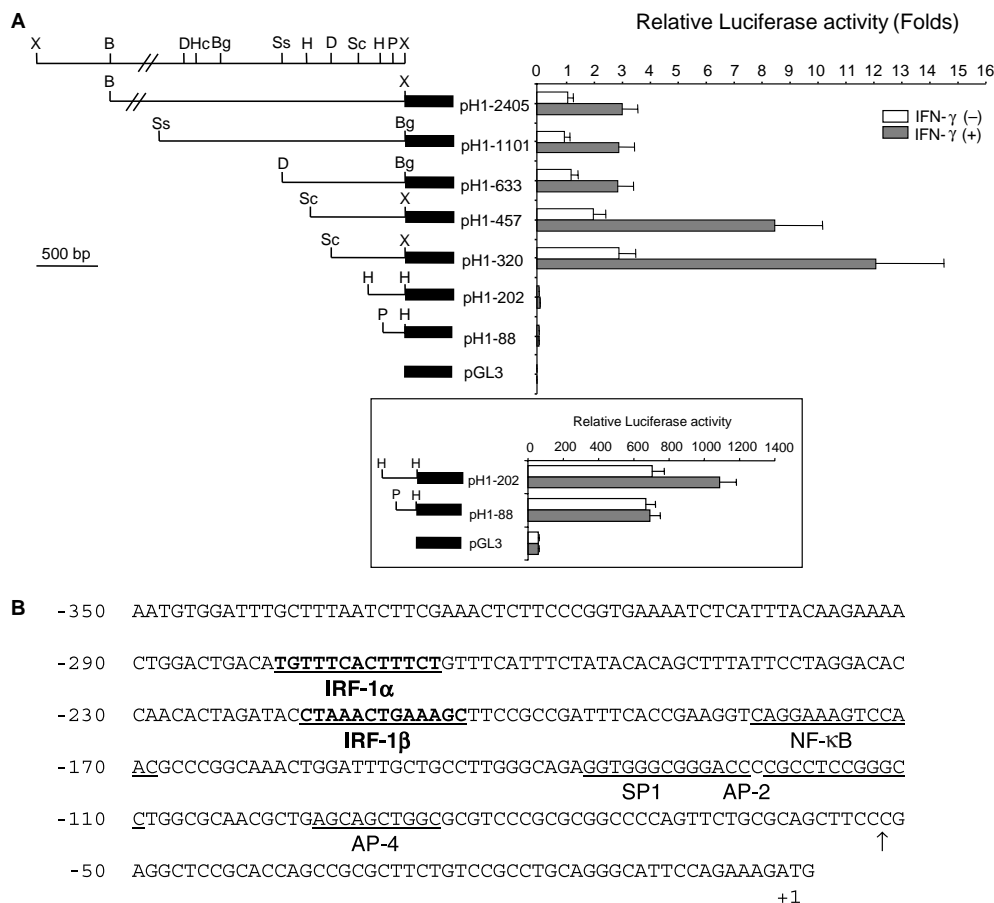 A
Relative Luciferase activity (Folds)
X B D Hc Bg Ss H D Sc H P X
0 1 2 3 4 5 6 7 8 9 10 11 12 13 14 15 16
B X
pH1-2405
IFN-γ (–)
IFN-γ (+)
Ss Bg
pH1-1101
D Bg
pH1-633
Sc X
pH1-457
500 bp
Sc X
pH1-320
H H
pH1-202
P H
pH1-88
pGL3
Relative Luciferase activity
0 200 400 600 800 1000 1200 1400
H H
pH1-202
P H
pH1-88
pGL3
B
-350 AATGTGGATTTGCTTTAATCTTCGAAACTCTTCCCGGTGAAAATCTCATTTACAAGAAAA
-290 CTGGACTGACATGTTTCACTTTCTGTTTCATTTCTATACACAGCTTTATTCCTAGGACAC
IRF-1α
-230 CAACACTAGATACCTAAACTGAAAGCTTCCGCCGATTTCACCGAAGGTCAGGAAAGTCCA
IRF-1β NF-κB
-170 ACGCCCGGCAAACTGGATTTGCTGCCTTGGGCAGAGGTGGGCGGGACCCCGCCTCCGGGC
SP1 AP-2
-110 CTGGCGCAACGCTGAGCAGCTGGCGCGTCCCGCGCGGCCCCAGTTCTGCGCAGCTTCCCG
AP-4 ↑
-50 AGGCTCCGCACCAGCCGCGCTTCTGTCCGCCTGCAGGGCATTCCAGAAAGATG
+1